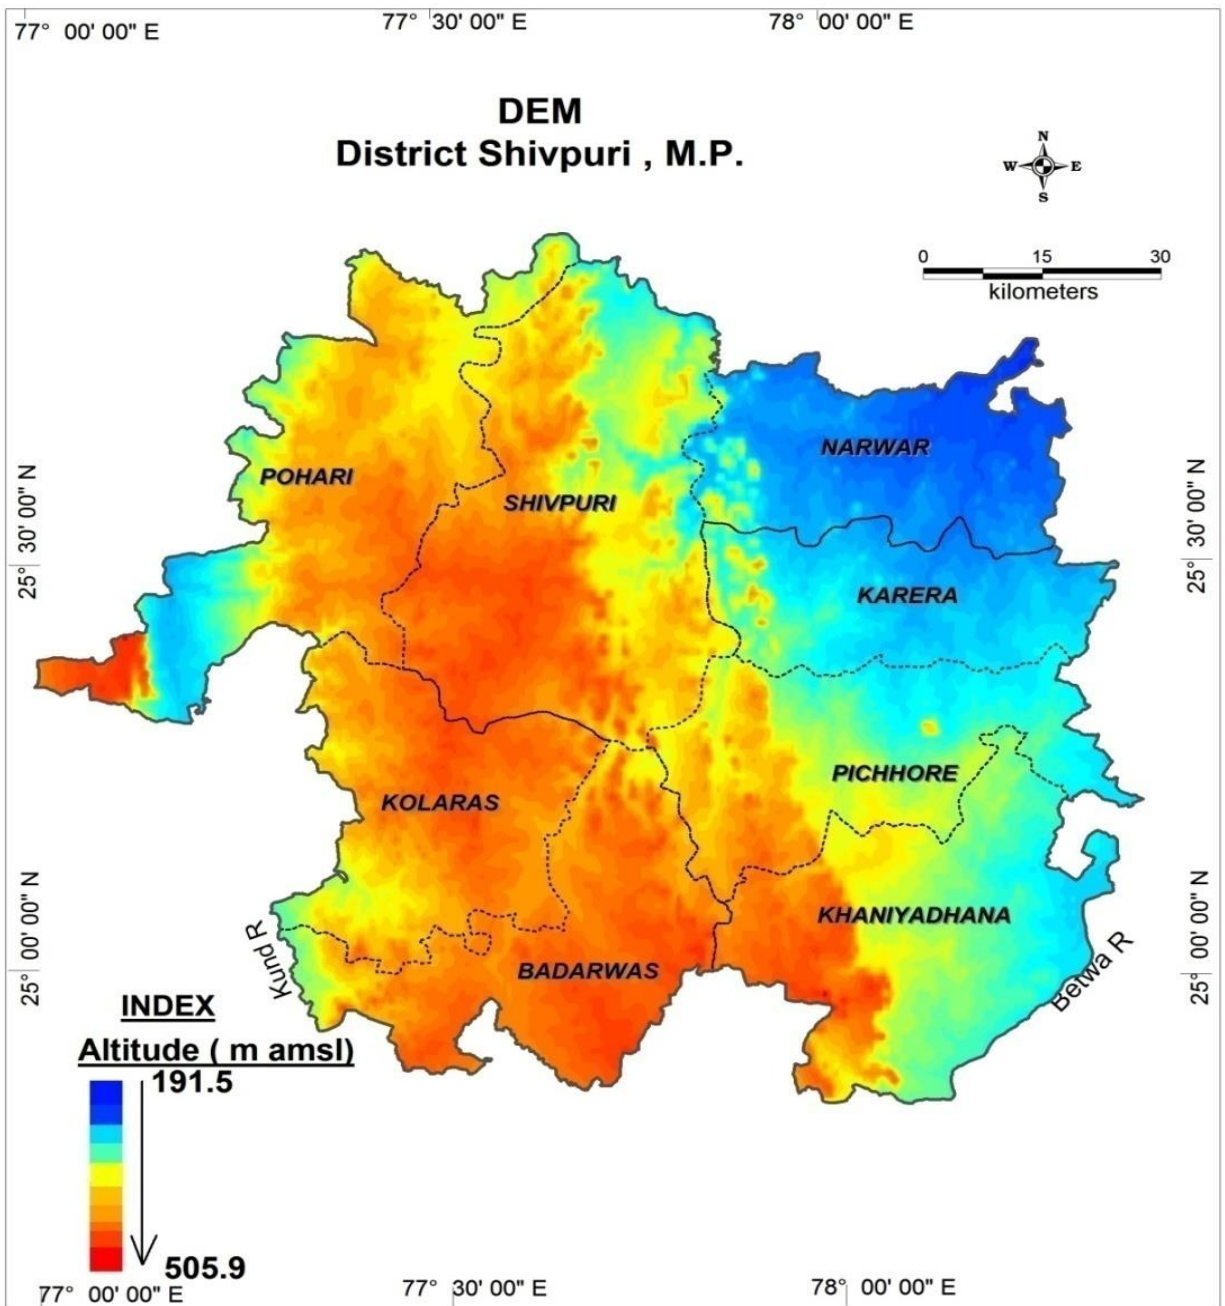 77° 00' 00" E
77° 30' 00" E
78° 00' 00" E
DEM
District Shivpuri , M.P.
N
W E
S
0 15 30
kilometers
NARWAR
POHARI
SHIVPURI
25° 30' 00" N
25° 30' 00" N
KARERA
PICHHORE
KOLARAS
KHANIYADHANA
25° 00' 00" N
25° 00' 00" N
Kund R
BADARWAS
Betwa R
INDEX
Altitude ( m amsl)
191.5
505.9
77° 00' 00" E
77° 30' 00" E
78° 00' 00" E